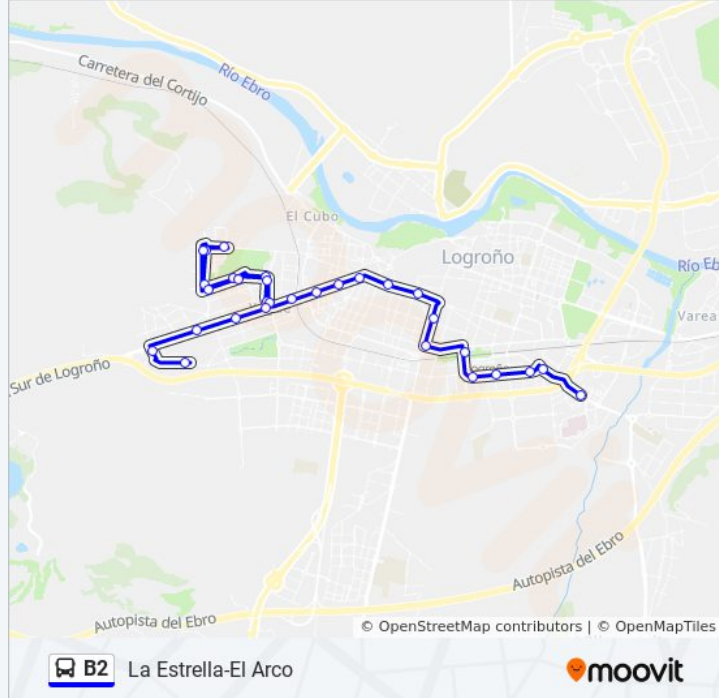 Carretera del Cortijo
Río Ebro
El Cubo
Logroño
Río Eb
Varea
Sur de Logroño
Autopista del Ebro
Autopista del Ebro
© OpenStreetMap contributors | © OpenMapTiles
B2 La Estrella-El Arco
moovit